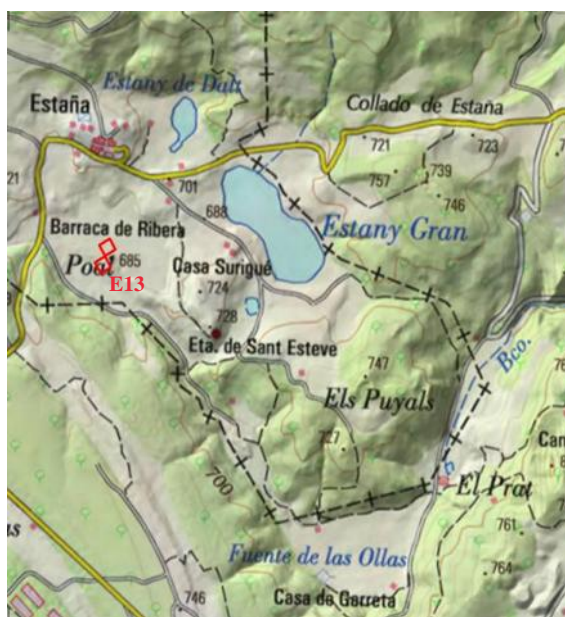 Estany de Dalt
Estaña
Collado de Estaña
721
723
739
757
746
701
688
Estany Gran
Barraca de Ribera
685
E13
Casa Surigué
724
728
Eta. de Sant Esteve
747
Els Puyals
Bco.
727
700
El Prat
761
764
Fuente de las Ollas
Casa de Garreta
746